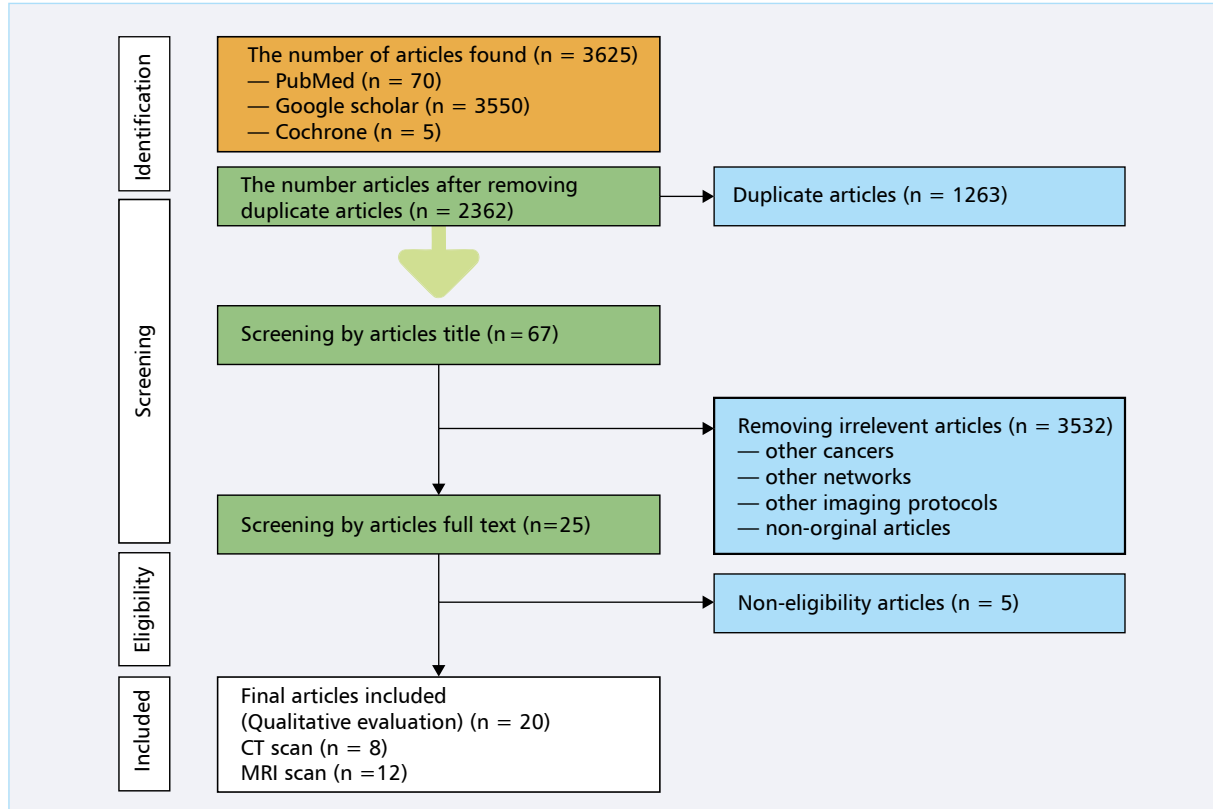 Identification
The number of articles found (n = 3625)
— PubMed (n = 70)
— Google scholar (n = 3550)
— Cochrone (n = 5)
The number articles after removing
duplicate articles (n = 2362)
Duplicate articles (n = 1263)
Screening
Screening by articles title (n = 67)
Removing irrelevent articles (n = 3532)
— other cancers
— other networks
— other imaging protocols
— non-orginal articles
Screening by articles full text (n=25)
Eligibility
Non-eligibility articles (n = 5)
Included
Final articles included
(Qualitative evaluation) (n = 20)
CT scan (n = 8)
MRI scan (n =12)